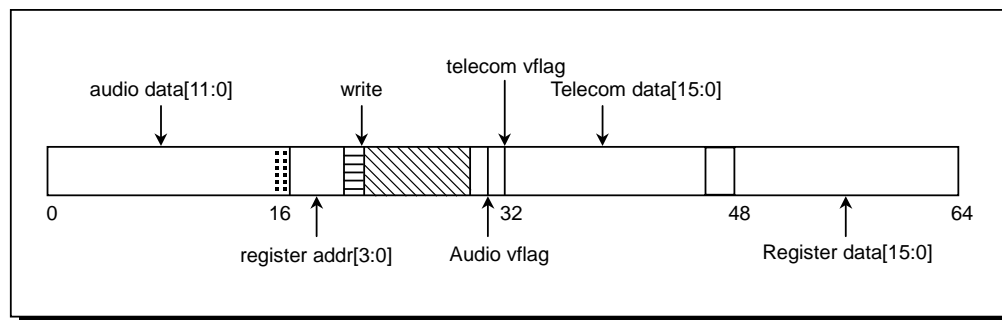 telecom vflag
audio data[11:0]
write
Telecom data[15:0]
0
16
32
48
64
register addr[3:0]
Audio vflag
Register data[15:0]